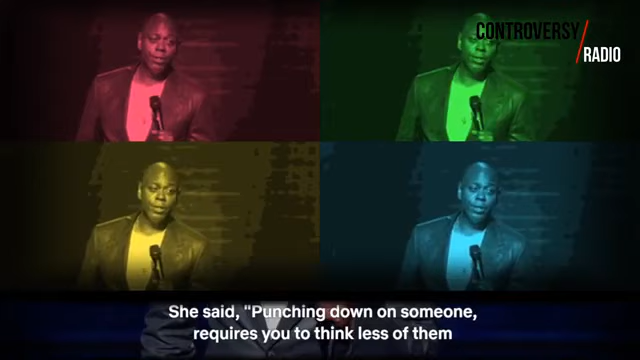 CONTROVERSY
RADIO
She said, "Punching down on someone,
requires you to think less of them